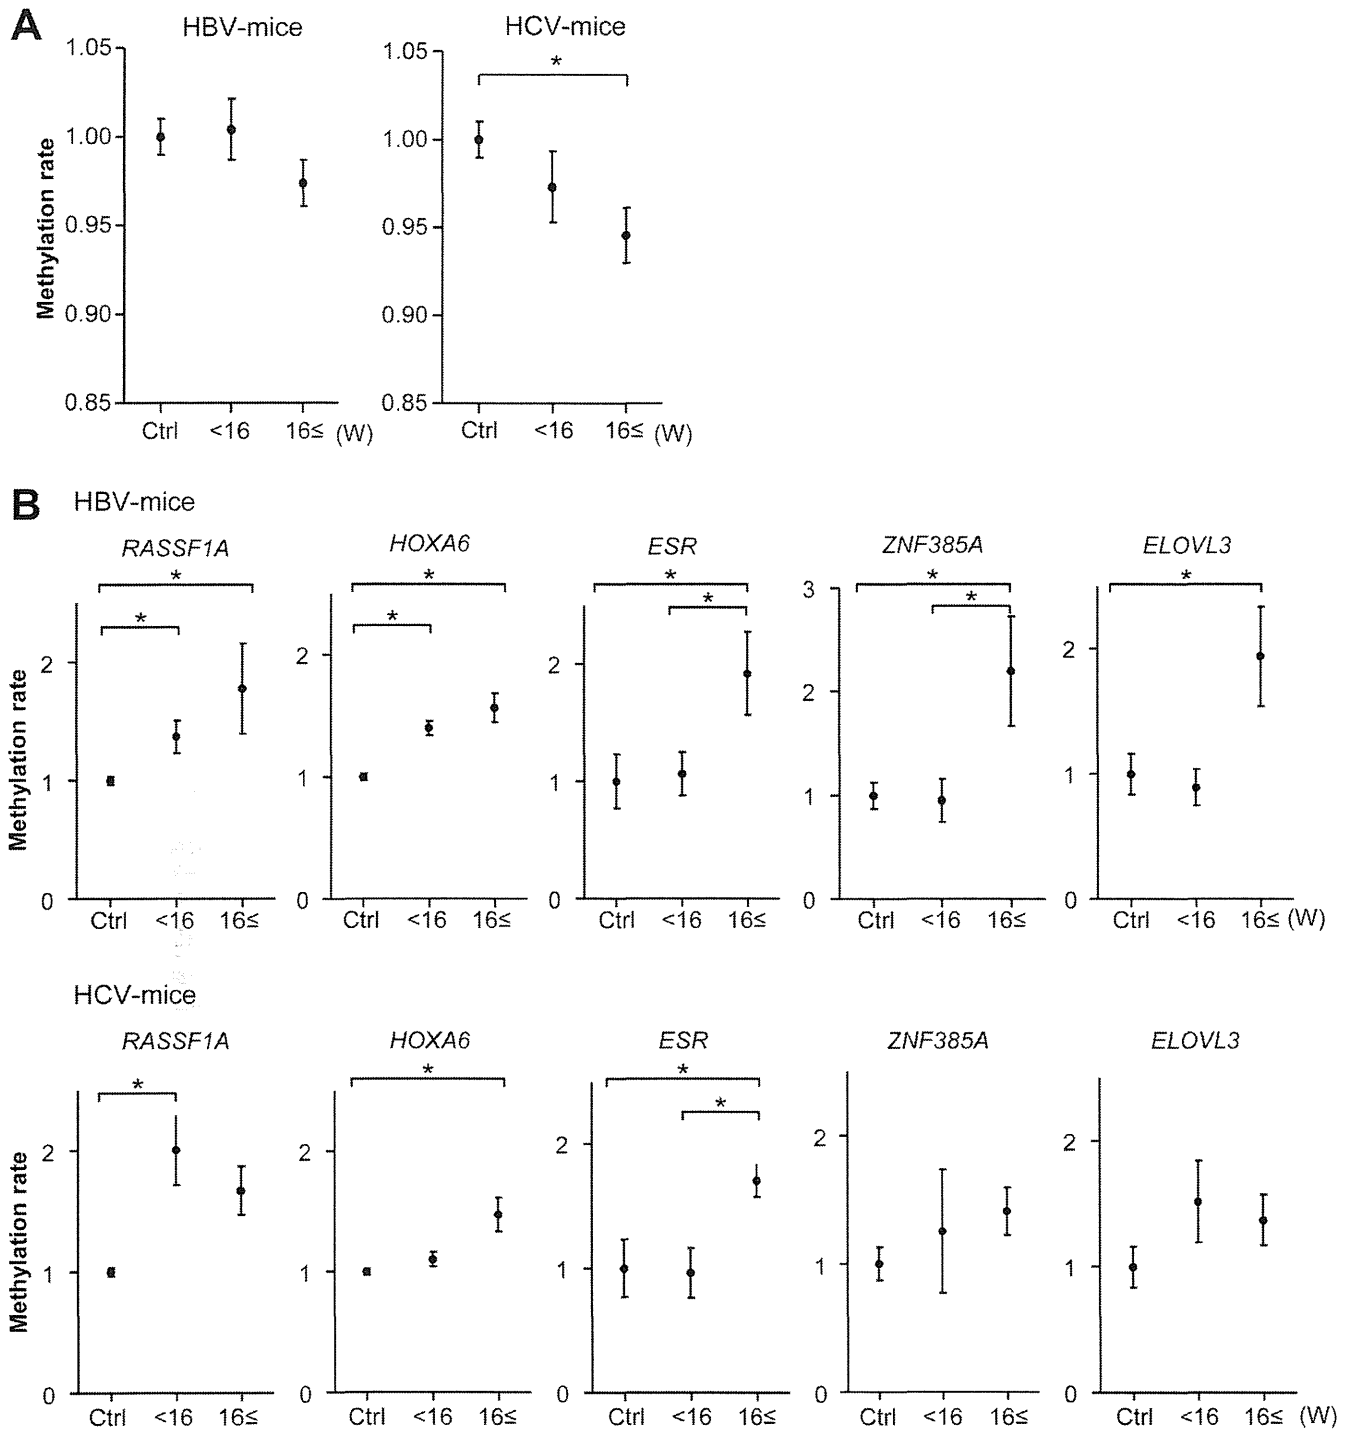 A
HBV-mice
HCV-mice
Methylation rate
1.05
1.00
0.95
0.90
0.85
Ctrl <16 16≤ (W)
1.05
1.00
0.95
0.90
0.85
*
Ctrl <16 16≤ (W)
B
HBV-mice
Methylation rate
RASSF1A
*
*
2
1
0
Ctrl <16 16≤
HOXA6
*
*
2
1
0
Ctrl <16 16≤
ESR
*
*
2
1
0
Ctrl <16 16≤
ZNF385A
*
*
3
2
1
0
Ctrl <16 16≤
ELOVL3
*
2
1
0
Ctrl <16 16≤ (W)
HCV-mice
Methylation rate
RASSF1A
*
2
1
0
Ctrl <16 16≤
HOXA6
*
2
1
0
Ctrl <16 16≤
ESR
*
*
2
1
0
Ctrl <16 16≤
ZNF385A
2
1
0
Ctrl <16 16≤
ELOVL3
2
1
0
Ctrl <16 16≤ (W)